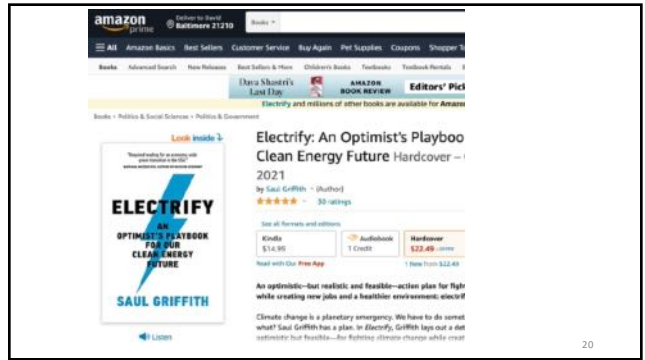 amazon
prime
Deliver to David
Baltimore 21210
Books
All Amazon Basics Best Sellers Customer Service Buy Again Pet Supplies Coupons Shopper
Books Advanced Search New Releases Best Sellers & More Children's Books Textbooks Textbook Rentals
Dava Shastri's
Last Day
AMAZON
BOOK REVIEW
Editors' Pick
Electrify and millions of other books are available for Amazon
Books › Politics & Social Sciences › Politics & Government
Look inside
ELECTRIFY
AN
OPTIMIST'S PLAYBOOK
FOR OUR
CLEAN ENERGY
FUTURE
SAUL GRIFFITH
Listen
Electrify: An Optimist's Playboo
Clean Energy Future Hardcover –
2021
by Saul Griffith (Author)
30 ratings
See all formats and editions
Kindle
$14.95
Audiobook
1 Credit
Hardcover
$22.49
Read with Our Free App
1 New from $22.49
An optimistic—but realistic and feasible—action plan for figh
while creating new jobs and a healthier environment: electrif
Climate change is a planetary emergency. We have to do somet
what? Saul Griffith has a plan. In Electrify, Griffith lays out a det
optimistic but feasible—for fighting climate change while creat
20